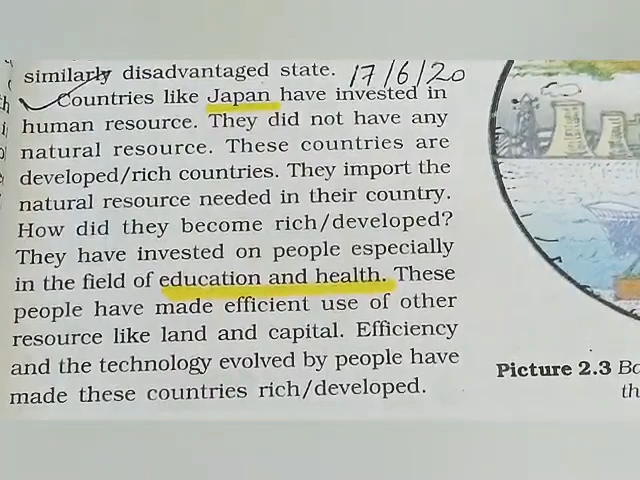 similarly disadvantaged state. 17/6/20
Countries like Japan have invested in
human resource. They did not have any
natural resource. These countries are
developed/rich countries. They import the
natural resource needed in their country.
How did they become rich/developed?
They have invested on people especially
in the field of education and health. These
people have made efficient use of other
resource like land and capital. Efficiency
and the technology evolved by people have
made these countries rich/developed.
Picture 2.3
th